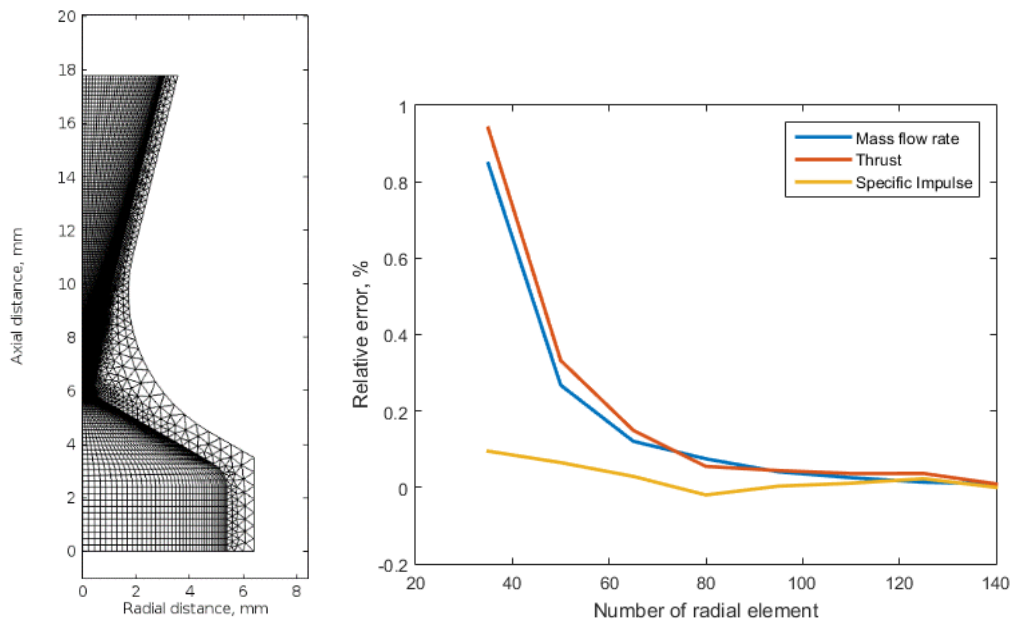 20
18
16
14
12
10
8
6
4
2
0
Axial distance, mm
0 2 4 6 8
Radial distance, mm
1
0.8
0.6
0.4
0.2
0
-0.2
Relative error, %
Mass flow rate
Thrust
Specific Impulse
20 40 60 80 100 120 140
Number of radial element